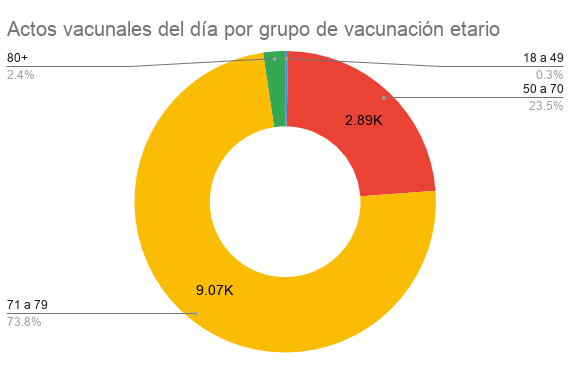 Actos vacunales del día por grupo de vacunación etario
80+
2.4%
18 a 49
0.3%
50 a 70
23.5%
2.89K
9.07K
71 a 79
73.8%